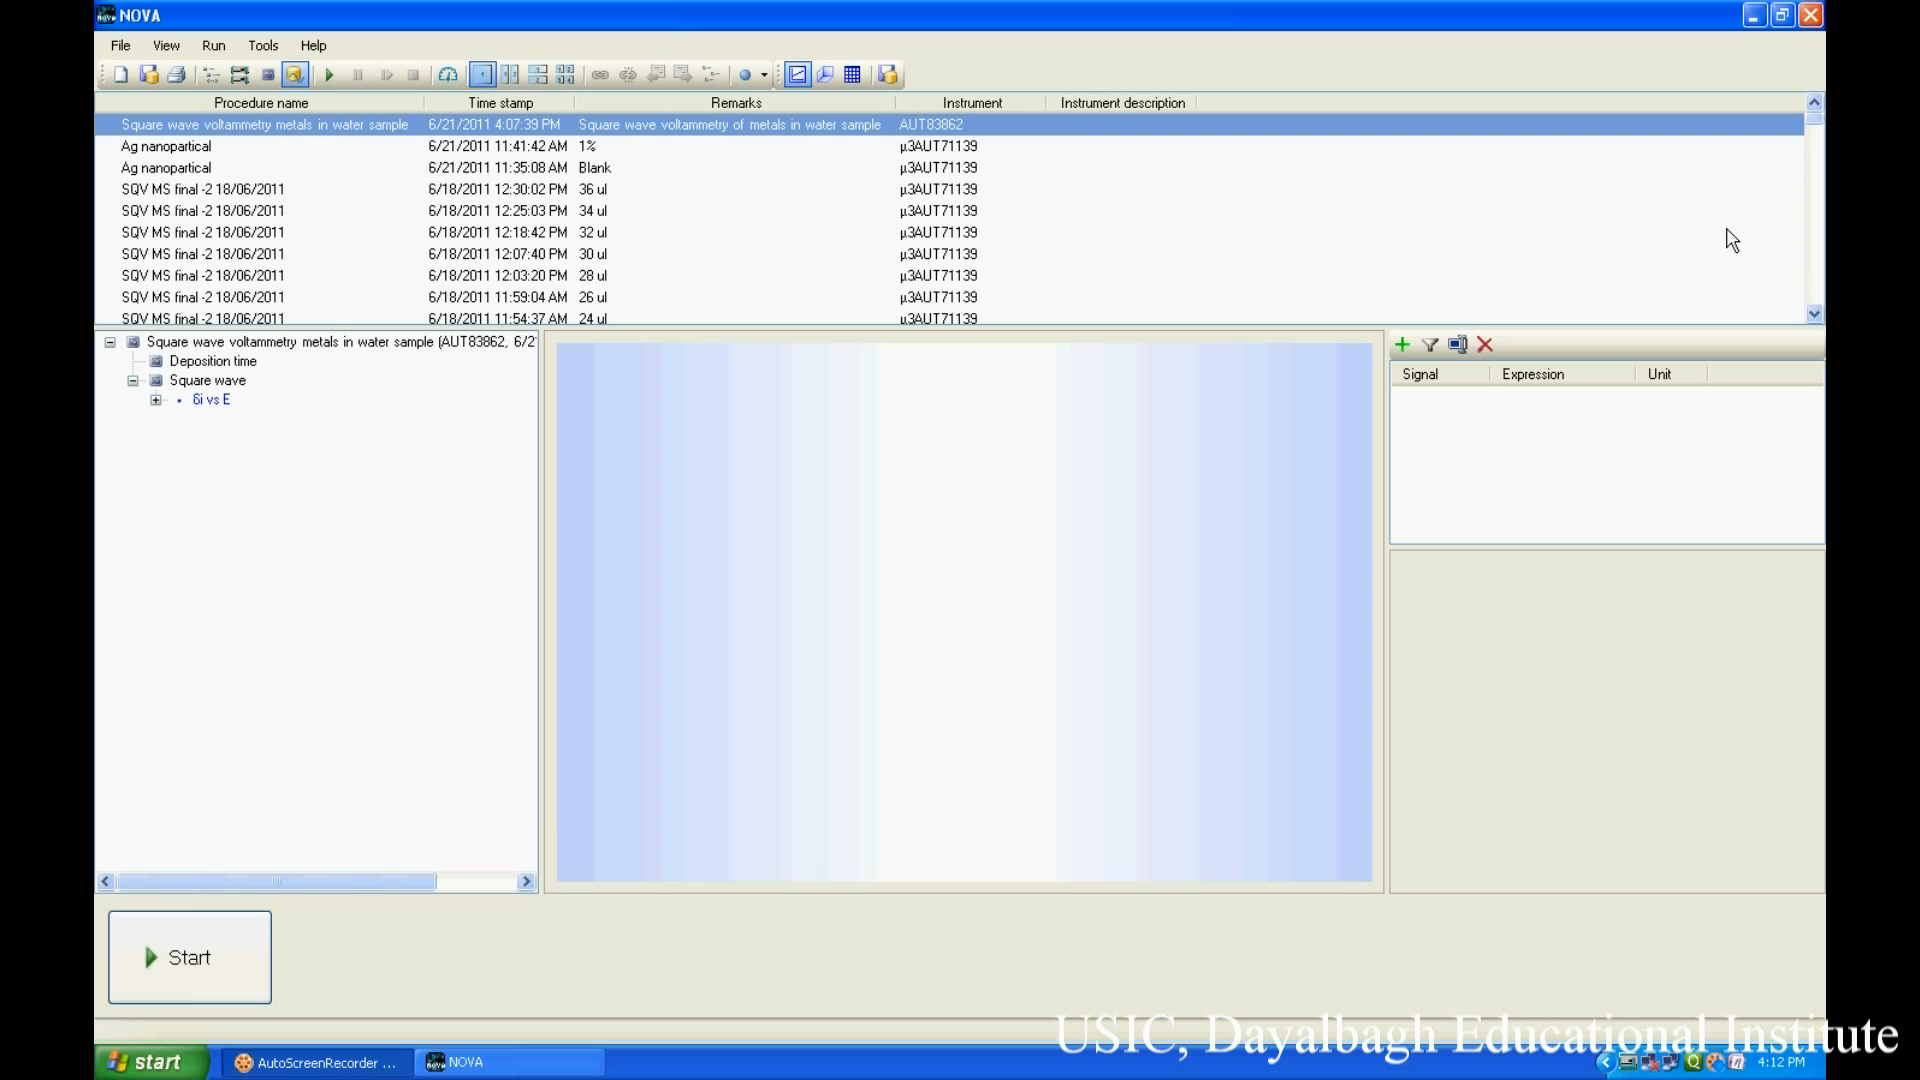 NOVA
File View Run Tools Help
Procedure name Time stamp Remarks Instrument Instrument description
Square wave voltammetry metals in water sample 6/21/2011 4:07:39 PM Square wave voltammetry of metals in water sample AUT83862
Ag nanopartical 6/21/2011 11:41:42 AM 1% µ3AUT71139
Ag nanopartical 6/21/2011 11:35:08 AM Blank µ3AUT71139
SQV MS final -2 18/06/2011 6/18/2011 12:30:02 PM 36 ul µ3AUT71139
SQV MS final -2 18/06/2011 6/18/2011 12:25:03 PM 34 ul µ3AUT71139
SQV MS final -2 18/06/2011 6/18/2011 12:18:42 PM 32 ul µ3AUT71139
SQV MS final -2 18/06/2011 6/18/2011 12:07:40 PM 30 ul µ3AUT71139
SQV MS final -2 18/06/2011 6/18/2011 12:03:20 PM 28 ul µ3AUT71139
SQV MS final -2 18/06/2011 6/18/2011 11:59:04 AM 26 ul µ3AUT71139
SQV MS final -2 18/06/2011 6/18/2011 11:54:37 AM 24 ul µ3AUT71139
Square wave voltammetry metals in water sample (AUT83862, 6/2
Deposition time
Square wave
δi vs E
Signal Expression Unit
Start
USIC, Dayalbagh Educational Institute
start AutoScreenRecorder ... NOVA 4:12 PM